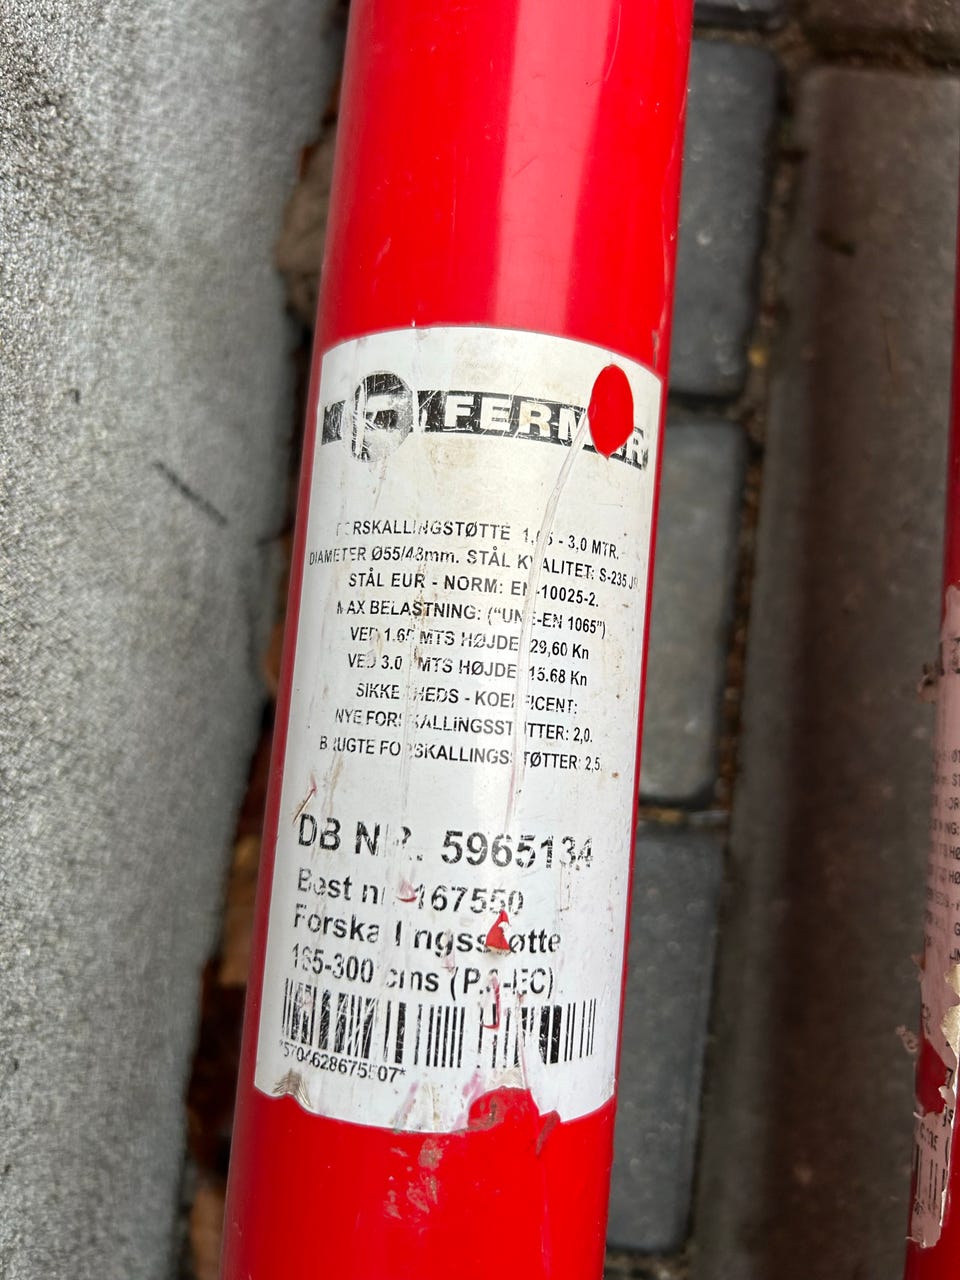 FERMAR
FORSKALLINGSTØTTE 1,65 - 3,0 MTR.
DIAMETER Ø55/48mm. STÅL KVALITET: S-235
STÅL EUR - NORM: EN-10025-2.
MAX BELASTNING: ("UNE-EN 1065")
VED 1.65 MTS HØJDE 29,60 Kn
VED 3.0 MTS HØJDE 15.68 Kn
SIKKERHEDS - KOEFFICENT:
NYE FORSKALLINGSSTØTTER: 2,0.
BRUGTE FORSKALLINGSSTØTTER: 2,5.
DB NR. 5965134
Best nr 167550
Forskallingsstøtte
165-300 cms
*5704628675507*